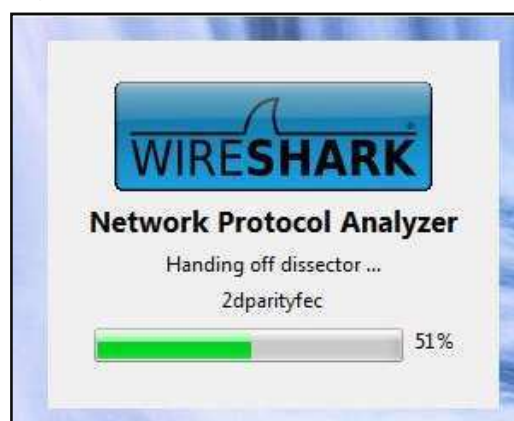 WIRESHARK
Network Protocol Analyzer
Handing off dissector ...
2dparityfec
51%